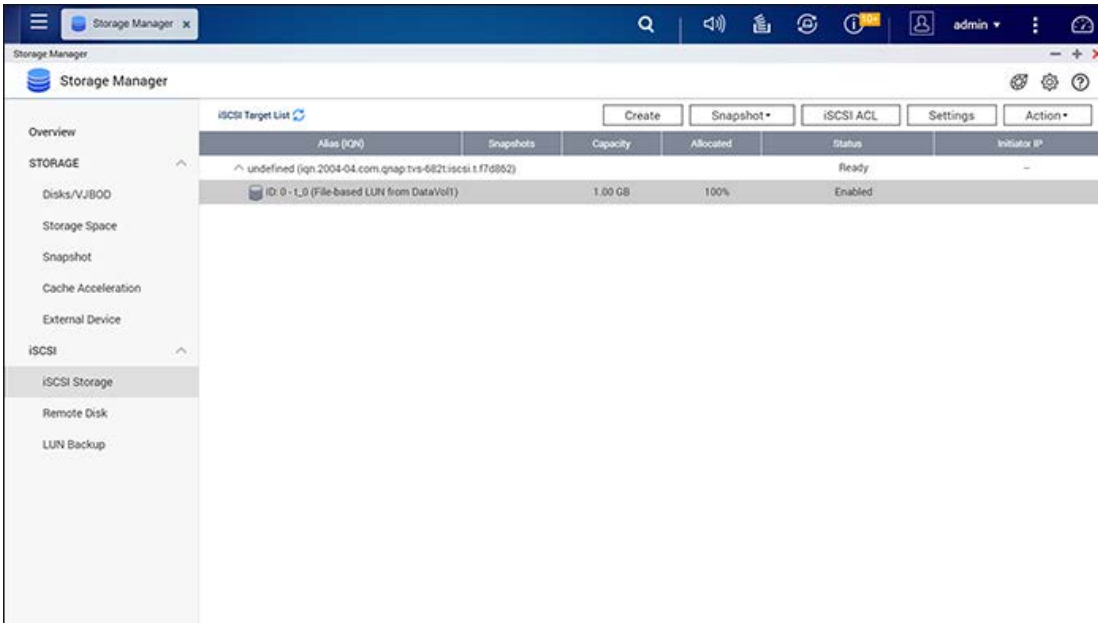 Storage Manager x
10+
admin
Storage Manager
Storage Manager
Overview
STORAGE
Disks/VJBOD
Storage Space
Snapshot
Cache Acceleration
External Device
iSCSI
iSCSI Storage
Remote Disk
LUN Backup
iSCSI Target List
Create Snapshot iSCSI ACL Settings Action
Alias (IQN) Snapshots Capacity Allocated Status Initiator IP
undefined (iqn.2004-04.com.qnap:tvs-682t:iscsi.t.f7d862) Ready --
ID: 0 - t_0 (File-based LUN from DataVol1) 1.00 GB 100% Enabled